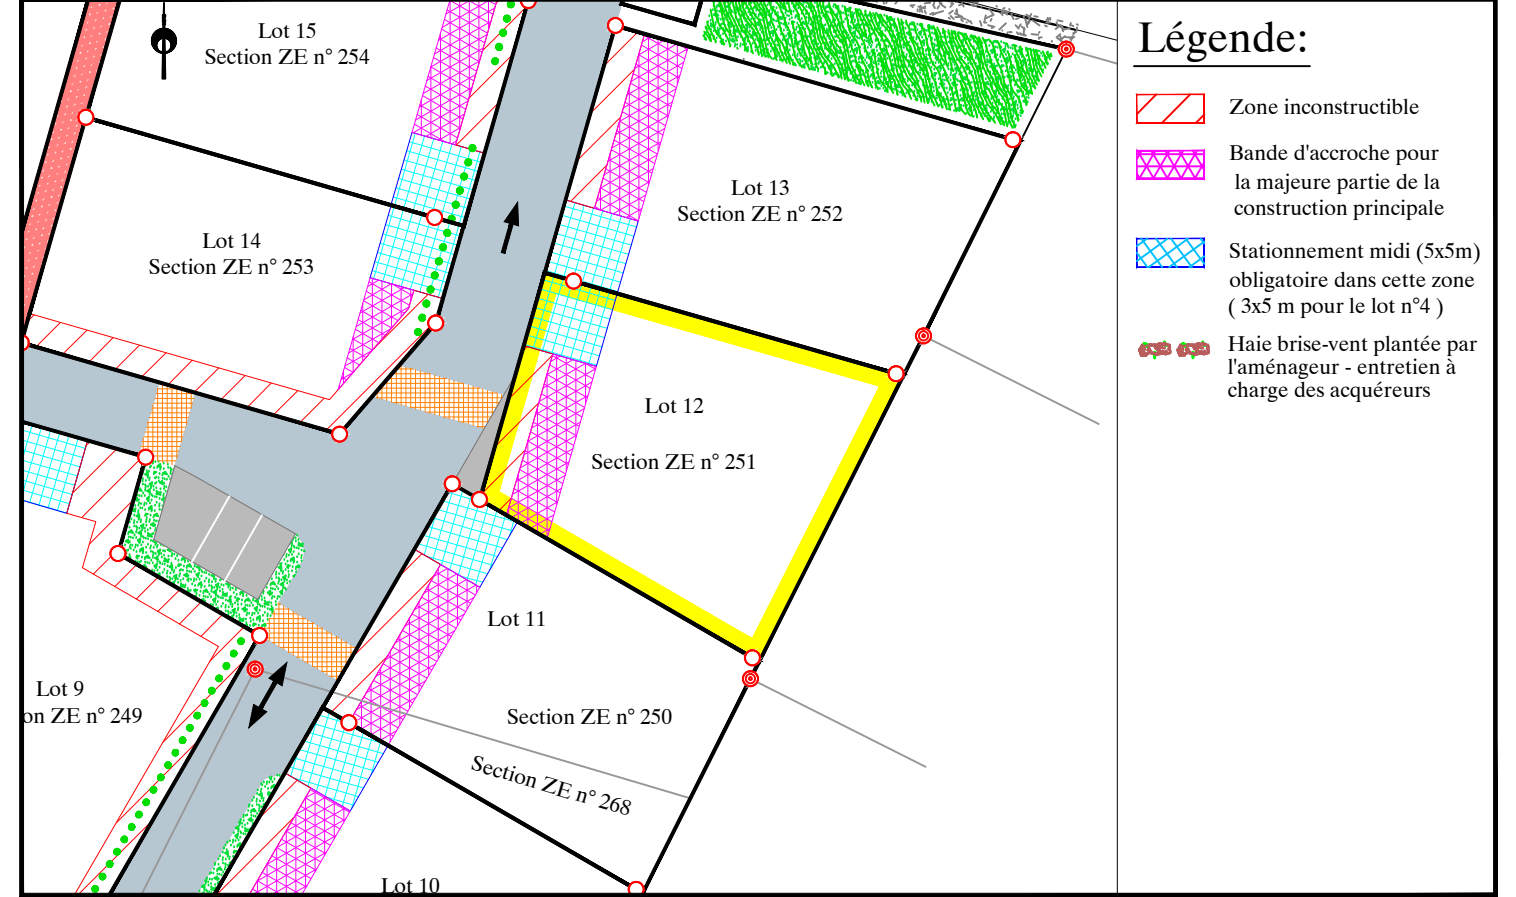 Lot 15
Section ZE n° 254
Lot 13
Section ZE n° 252
Lot 14
Section ZE n° 253
Lot 12
Section ZE n° 251
Lot 11
Lot 9
on ZE n° 249
Section ZE n° 250
Section ZE n° 268
Lot 10
Légende:
Zone inconstructible
Bande d'accroche pour
la majeure partie de la
construction principale
Stationnement midi (5x5m)
obligatoire dans cette zone
( 3x5 m pour le lot n°4 )
Haie brise-vent plantée par
l'aménageur - entretien à
charge des acquéreurs